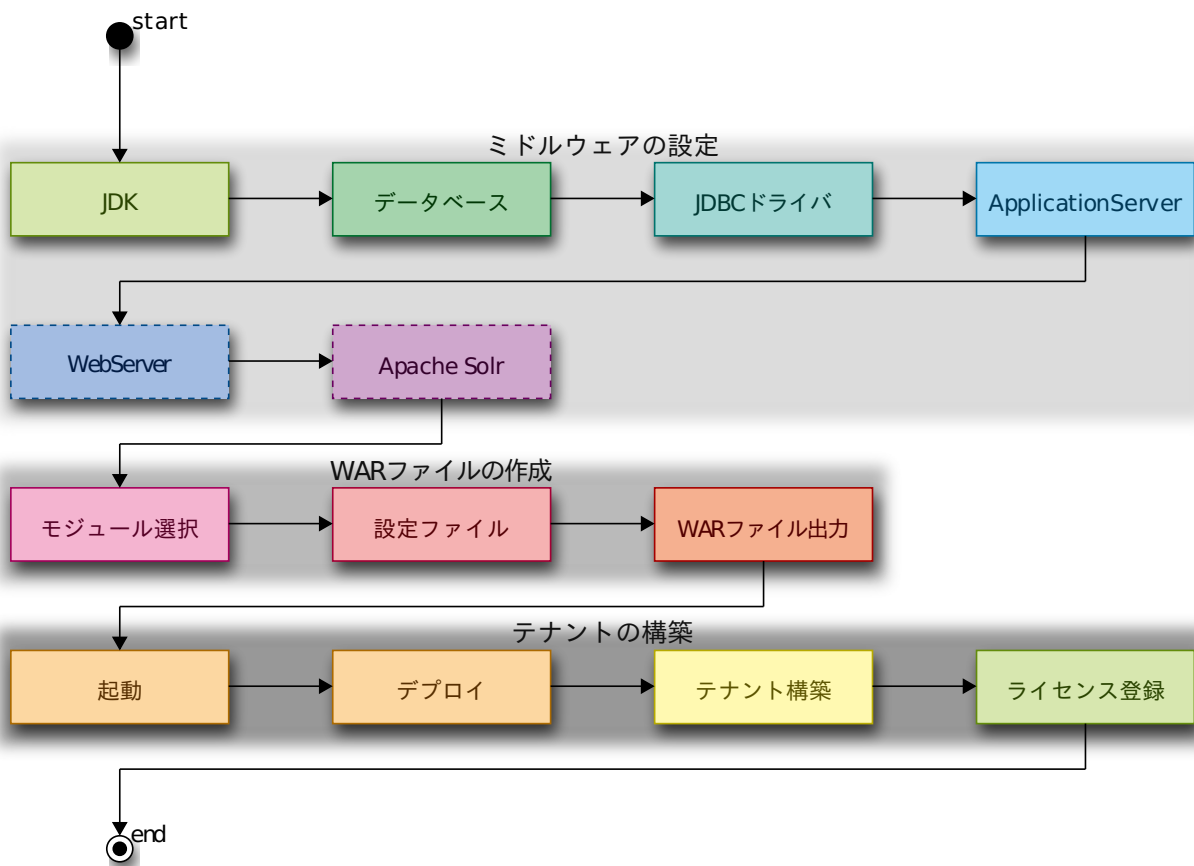 start
ミドルウェアの設定
JDK
データベース
JDBCドライバ
ApplicationServer
WebServer
Apache Solr
WARファイルの作成
モジュール選択
設定ファイル
WARファイル出力
テナントの構築
起動
デプロイ
テナント構築
ライセンス登録
end